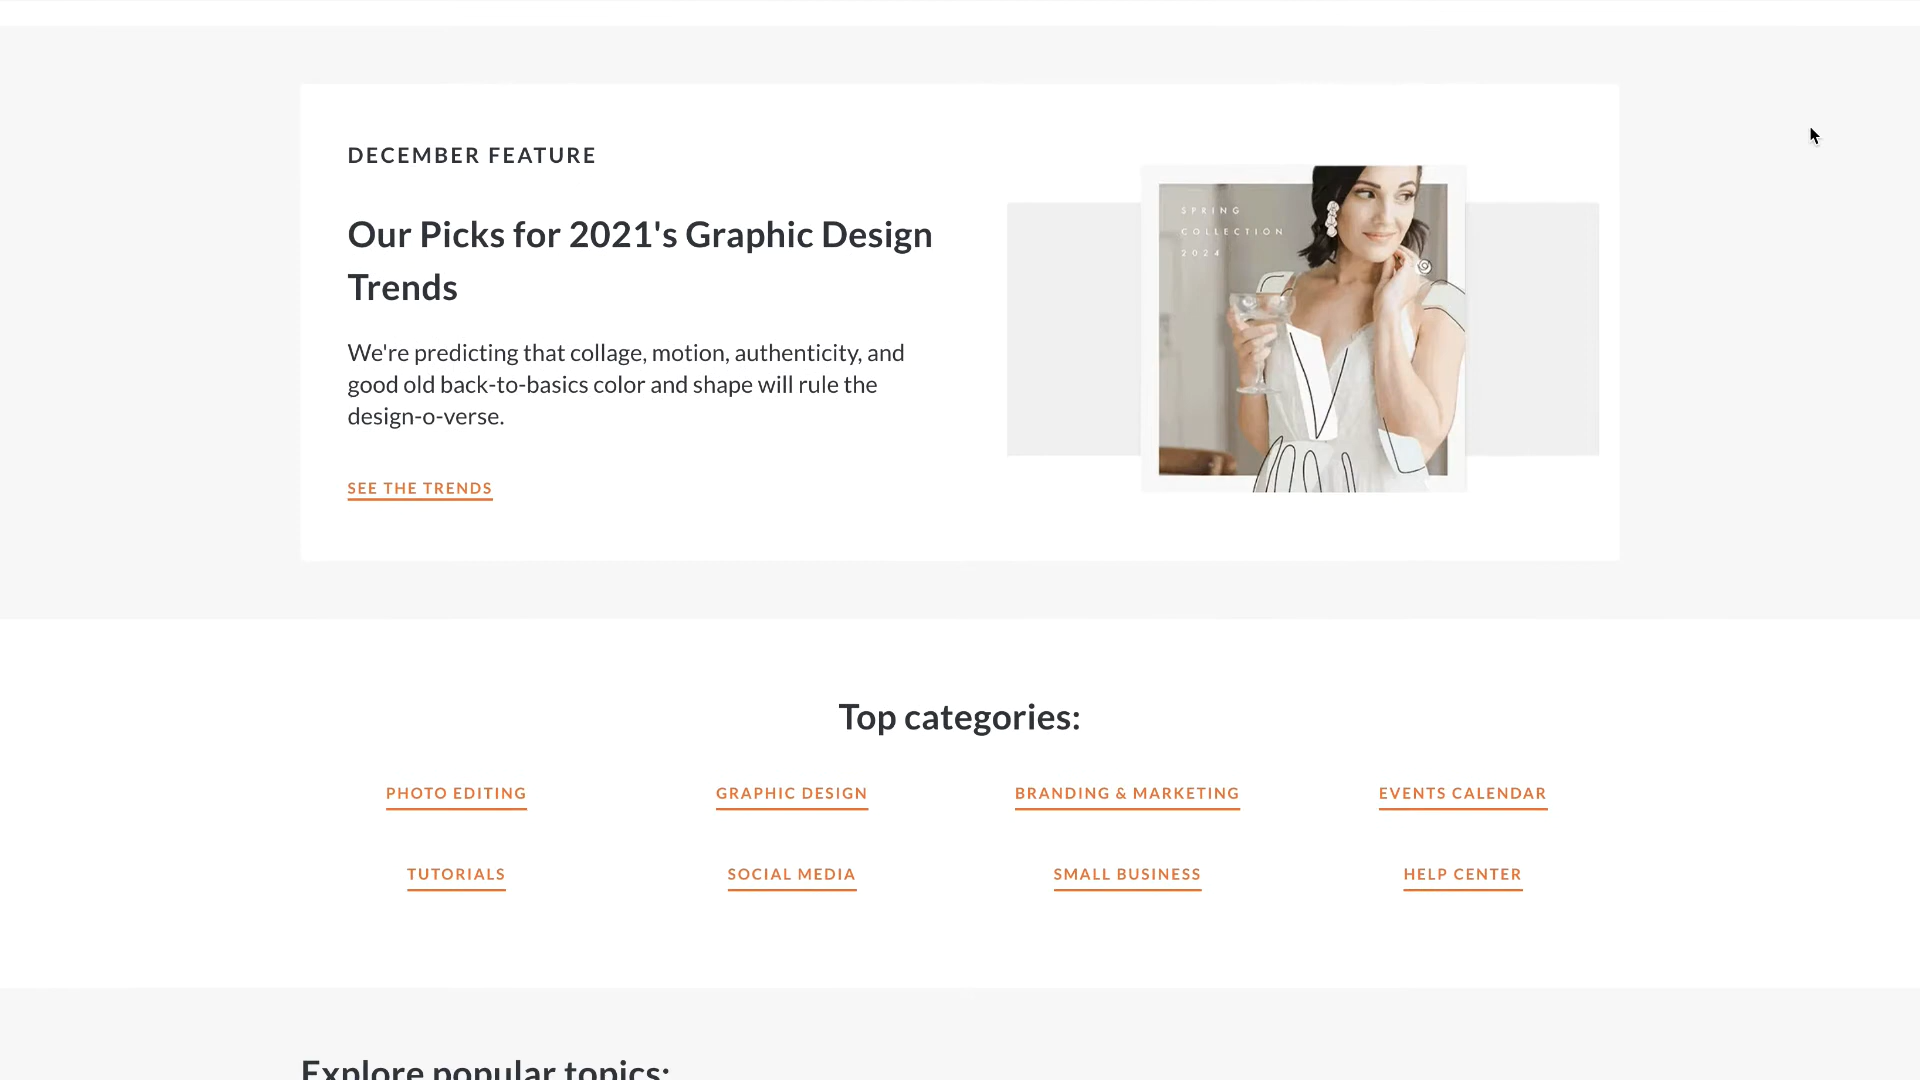 DECEMBER FEATURE
Our Picks for 2021's Graphic Design
Trends
We're predicting that collage, motion, authenticity, and
good old back-to-basics color and shape will rule the
design-o-verse.
SEE THE TRENDS
SPRING
COLLECTION
2024
Top categories:
PHOTO EDITING
GRAPHIC DESIGN
BRANDING & MARKETING
EVENTS CALENDAR
TUTORIALS
SOCIAL MEDIA
SMALL BUSINESS
HELP CENTER
Explore popular topics: